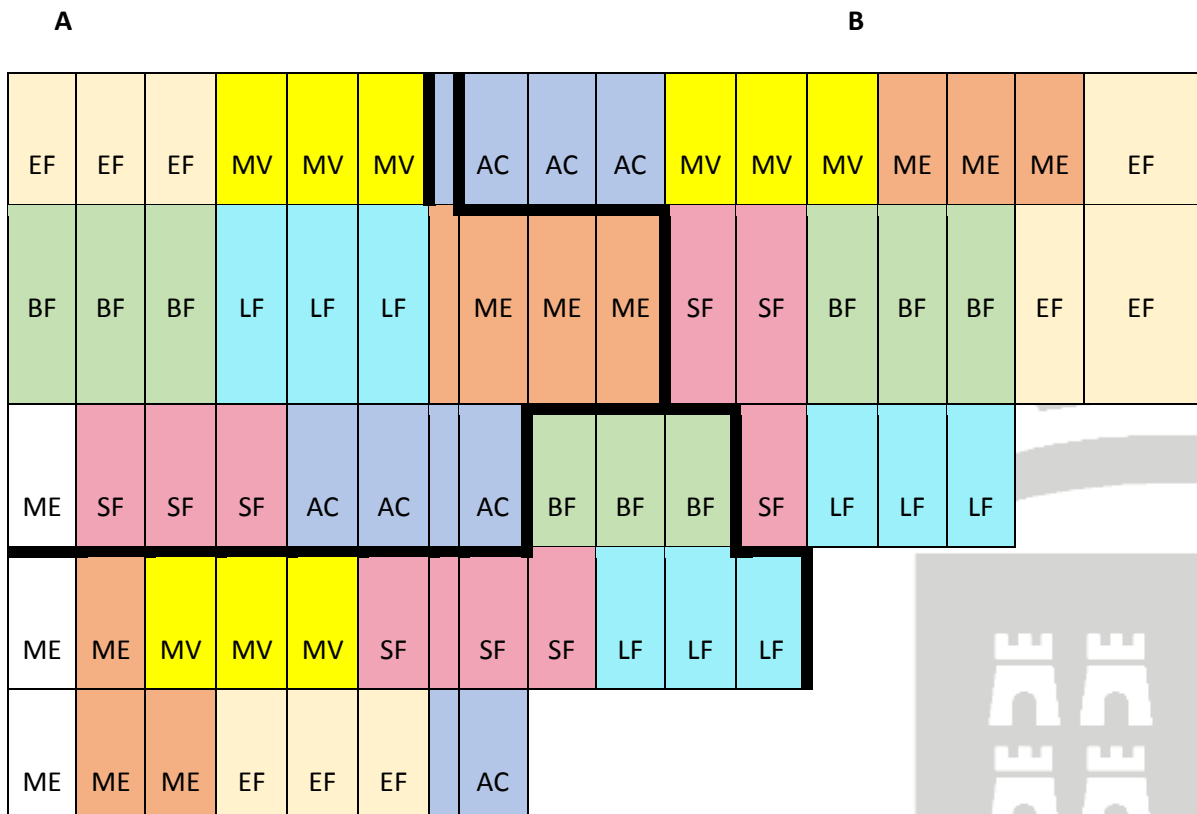 A B
EF EF EF MV MV MV AC AC AC MV MV MV ME ME ME EF
BF BF BF LF LF LF ME ME ME SF SF BF BF BF EF EF
ME SF SF SF AC AC AC BF BF BF SF LF LF LF
ME ME MV MV MV SF SF SF LF LF LF
ME ME ME EF EF EF AC